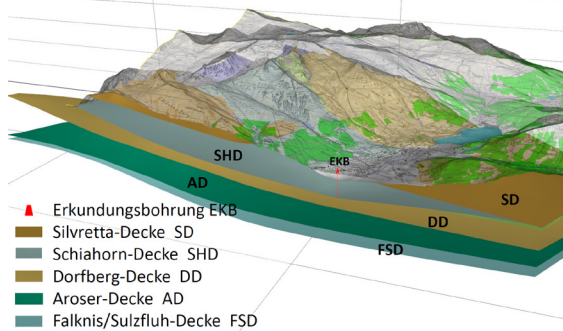 SHD
EKB
AD
SD
DD
FSD
Erkundungsbohrung EKB
Silvretta-Decke SD
Schiahorn-Decke SHD
Dorfberg-Decke DD
Aroser-Decke AD
Falknis/Sulzfluh-Decke FSD